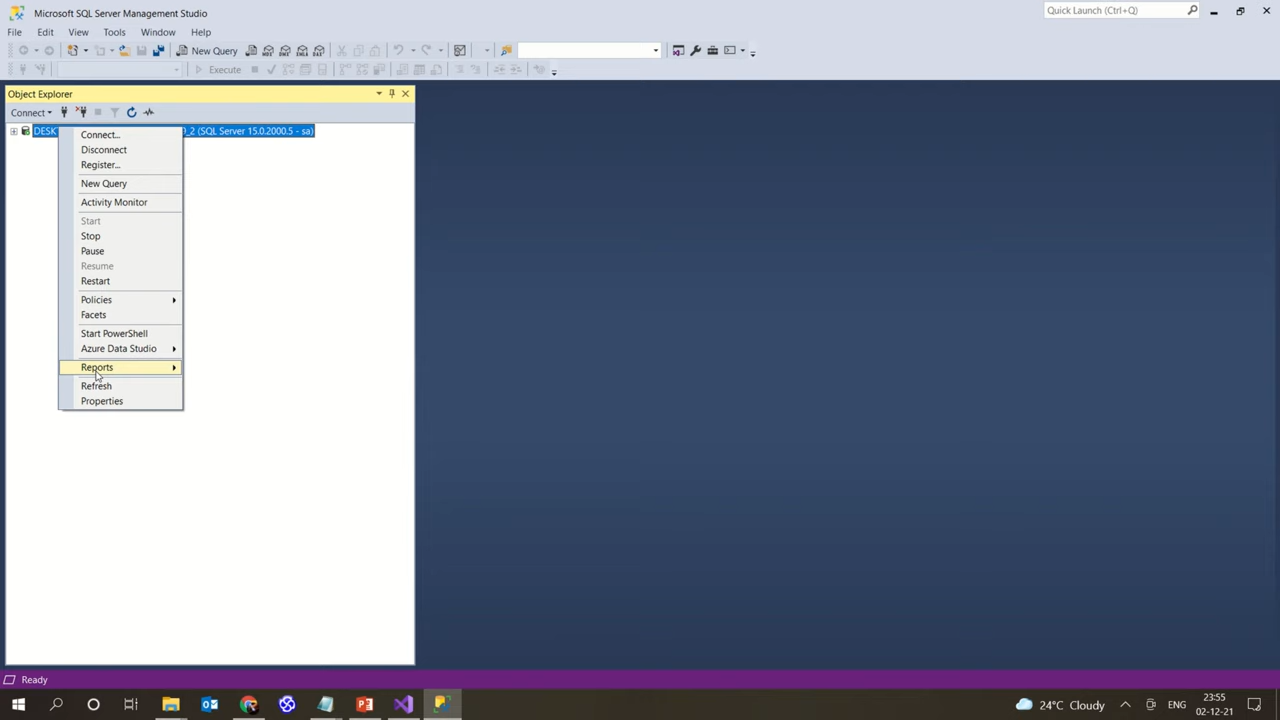 Microsoft SQL Server Management Studio
Quick Launch (Ctrl+Q)
File Edit View Tools Window Help
New Query
Execute
Object Explorer
Connect
DESK _2 (SQL Server 15.0.2000.5 - sa)
Connect...
Disconnect
Register...
New Query
Activity Monitor
Start
Stop
Pause
Resume
Restart
Policies
Facets
Start PowerShell
Azure Data Studio
Reports
Refresh
Properties
Ready
24°C Cloudy
ENG
23:55
02-12-21